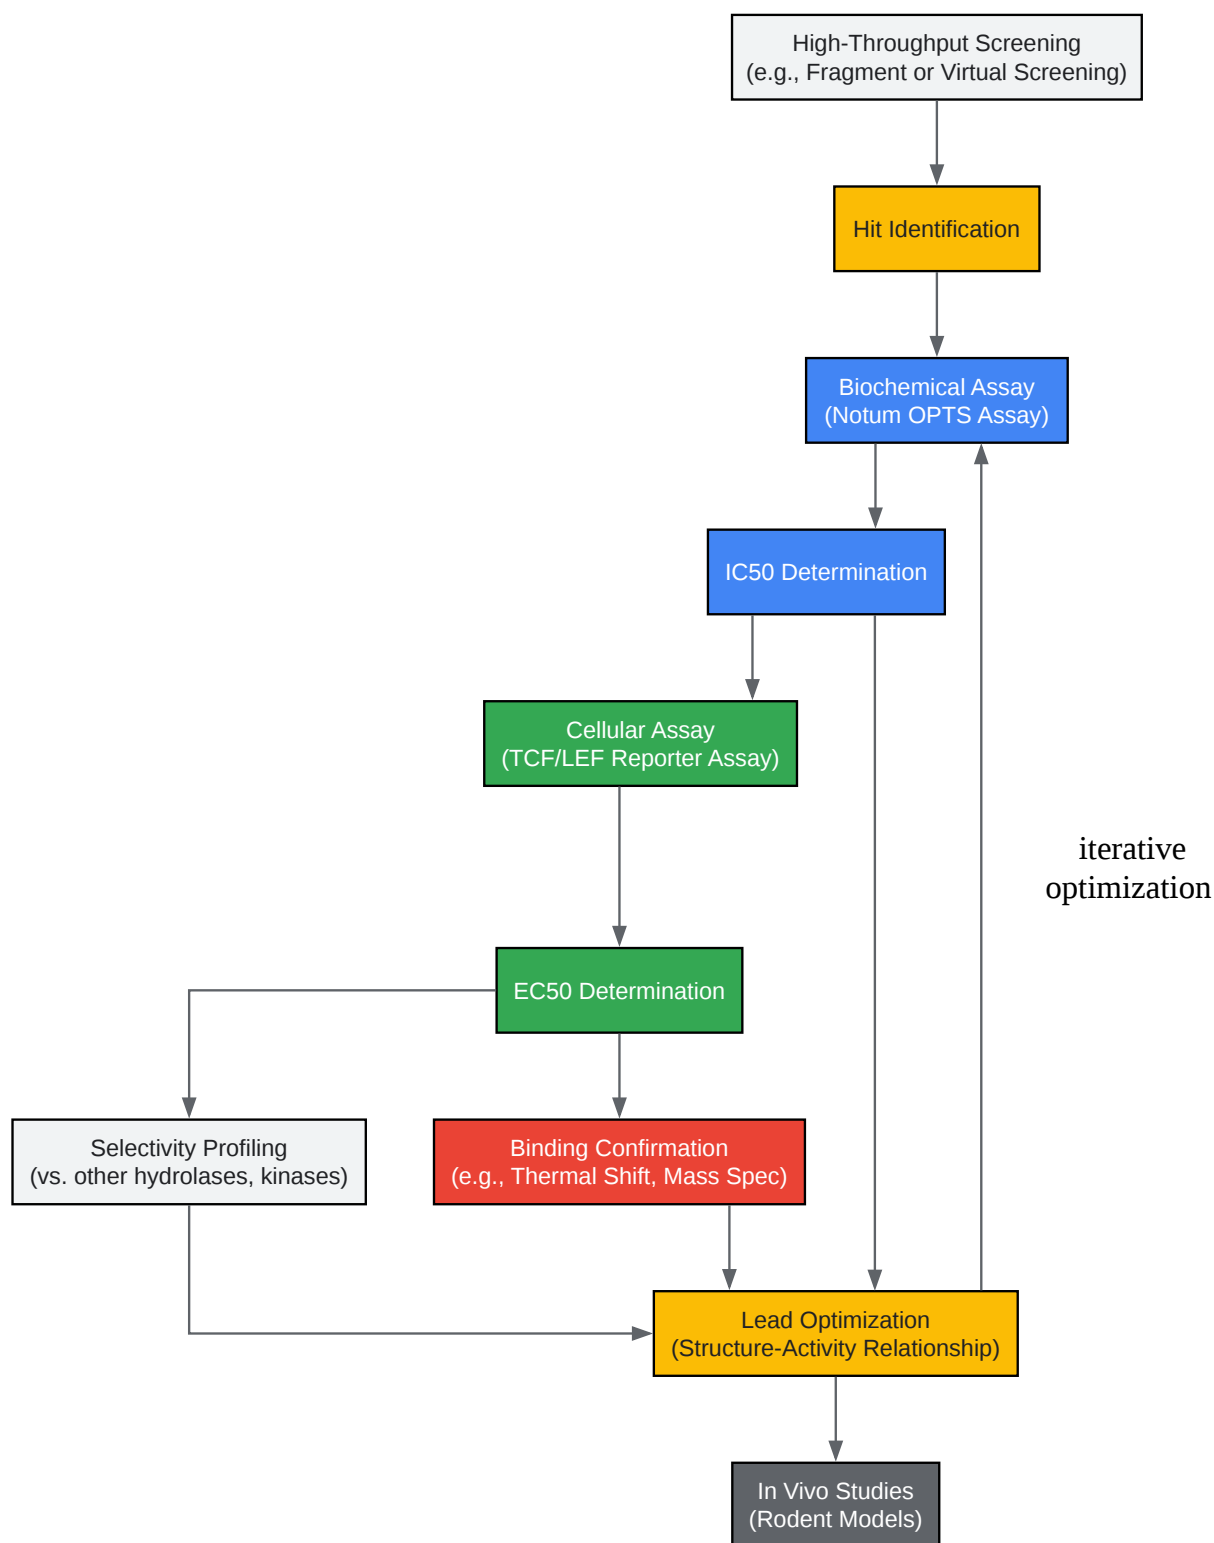 High-Throughput Screening
(e.g., Fragment or Virtual Screening)
Hit Identification
Biochemical Assay
(Notum OPTS Assay)
IC50 Determination
Cellular Assay
(TCF/LEF Reporter Assay)
iterative
optimization
EC50 Determination
Selectivity Profiling
(vs. other hydrolases, kinases)
Binding Confirmation
(e.g., Thermal Shift, Mass Spec)
Lead Optimization
(Structure-Activity Relationship)
In Vivo Studies
(Rodent Models)